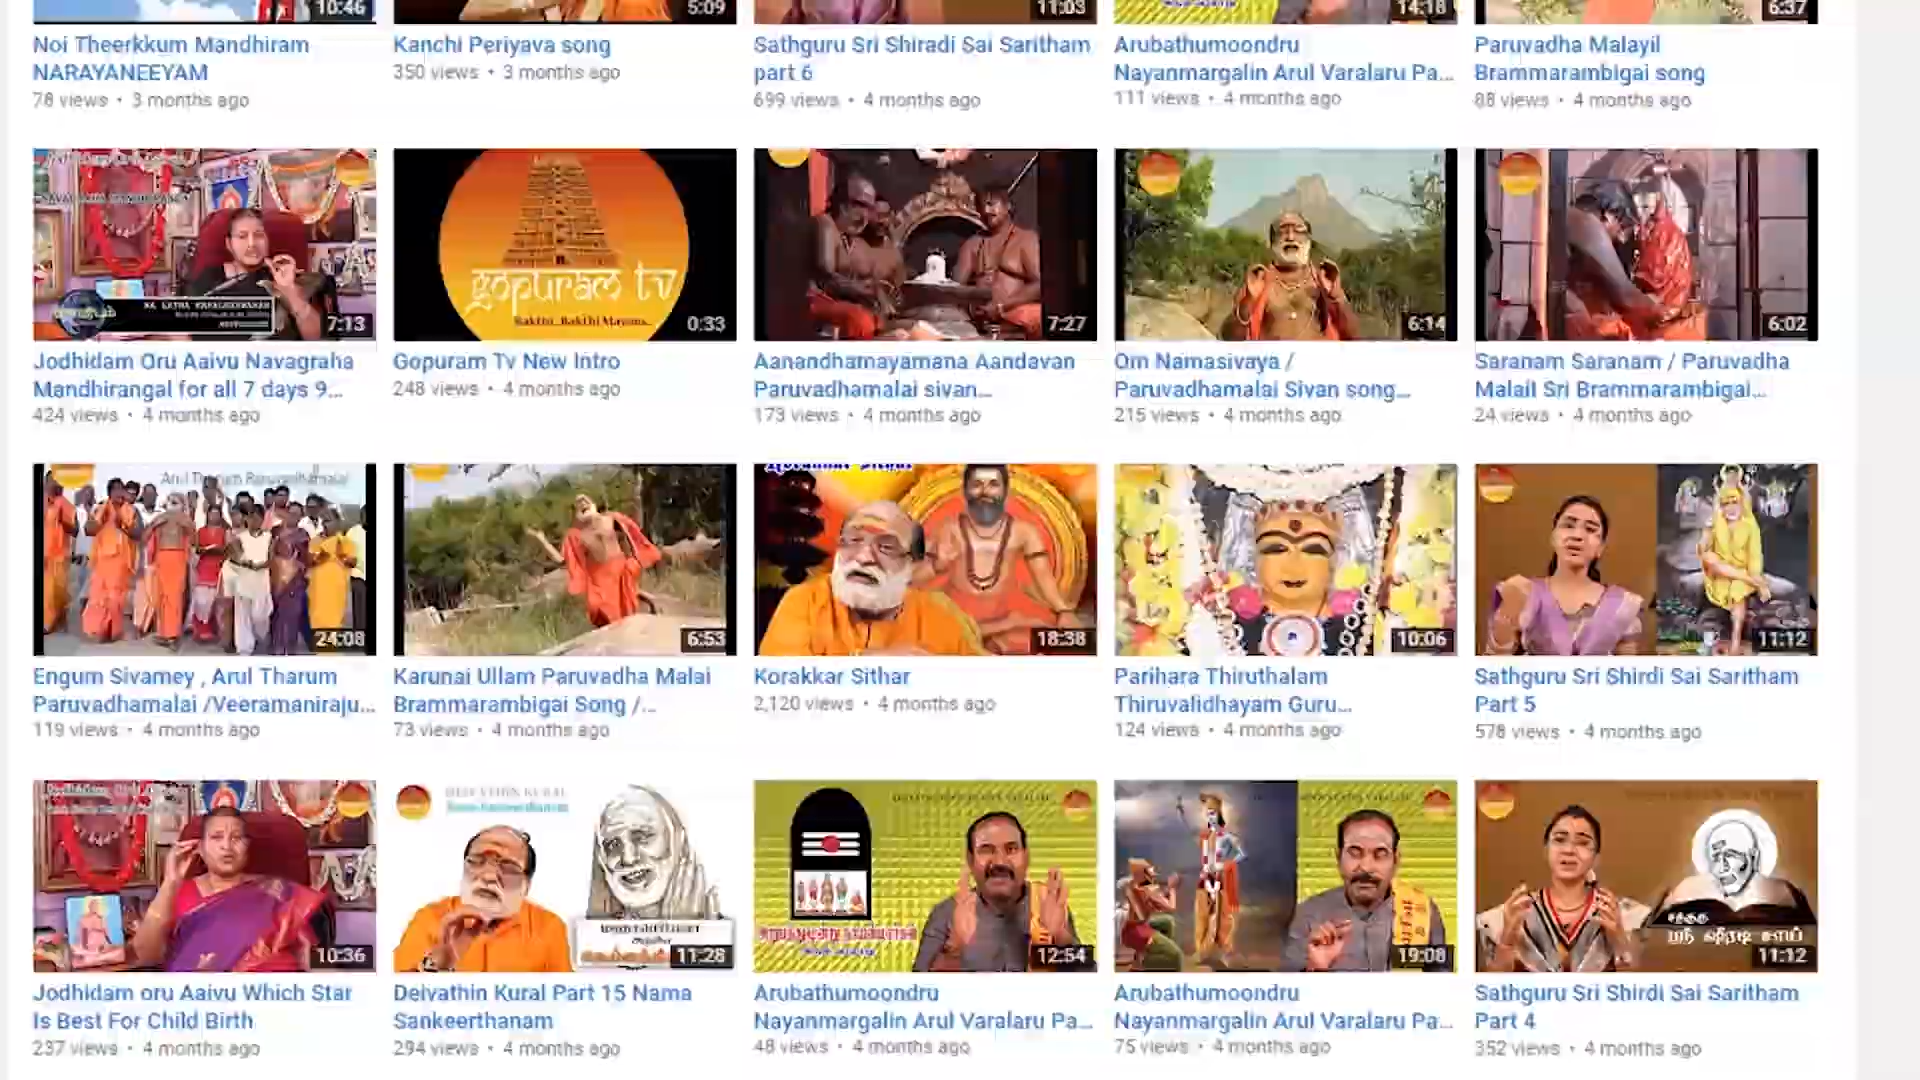 10:46
5:09
11:03
14:18
6:37
Noi Theerkkum Mandhiram
NARAYANEEYAM
78 views • 3 months ago
Kanchi Periyava song
350 views • 3 months ago
Sathguru Sri Shiradi Sai Saritham
part 6
699 views • 4 months ago
Arubathumoondru
Nayanmargalin Arul Varalaru Pa...
111 views • 4 months ago
Paruvadha Malayil
Brammarambigai song
88 views • 4 months ago
7:13
gopuram tv
Bakthi.. Bakthi Mayam..
0:33
7:27
6:14
6:02
Jodhidam Oru Aaivu Navagraha
Mandhirangal for all 7 days 9...
424 views • 4 months ago
Gopuram Tv New Intro
248 views • 4 months ago
Aanandhamayamana Aandavan
Paruvadhamalai sivan...
173 views • 4 months ago
Om Namasivaya /
Paruvadhamalai Sivan song...
215 views • 4 months ago
Saranam Saranam / Paruvadha
Malail Sri Brammarambigai...
24 views • 4 months ago
Arul Tharum Paruvadhamalai
24:08
6:53
18:38
10:06
11:12
Engum Sivamey , Arul Tharum
Paruvadhamalai /Veeramaniraju...
119 views • 4 months ago
Karunai Ullam Paruvadha Malai
Brammarambigai Song /...
73 views • 4 months ago
Korakkar Sithar
2,120 views • 4 months ago
Parihara Thiruthalam
Thiruvalidhayam Guru...
124 views • 4 months ago
Sathguru Sri Shirdi Sai Saritham
Part 5
578 views • 4 months ago
10:36
DEIVATHIN KURAL
11:28
12:54
19:08
11:12
Jodhidam oru Aaivu Which Star
Is Best For Child Birth
237 views • 4 months ago
Deivathin Kural Part 15 Nama
Sankeerthanam
294 views • 4 months ago
Arubathumoondru
Nayanmargalin Arul Varalaru Pa...
48 views • 4 months ago
Arubathumoondru
Nayanmargalin Arul Varalaru Pa...
75 views • 4 months ago
Sathguru Sri Shirdi Sai Saritham
Part 4
352 views • 4 months ago